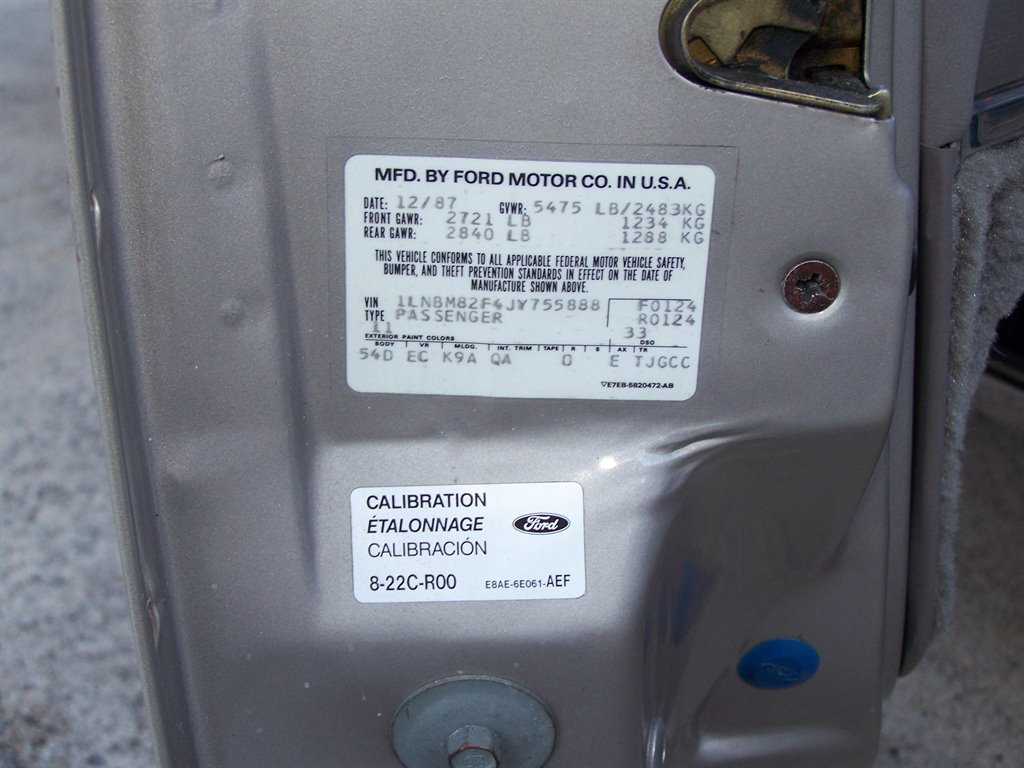 MFD. BY FORD MOTOR CO. IN U.S.A.
DATE: 12/87 GVWR: 5475 LB/2483KG
FRONT GAWR: 2721 LB 1234 KG
REAR GAWR: 2840 LB 1288 KG
THIS VEHICLE CONFORMS TO ALL APPLICABLE FEDERAL MOTOR VEHICLE SAFETY,
BUMPER, AND THEFT PREVENTION STANDARDS IN EFFECT ON THE DATE OF
MANUFACTURE SHOWN ABOVE.
VIN 1LNBM82F4JY755888 F0124
TYPE PASSENGER R0124
11 33
EXTERIOR PAINT COLORS DSO
BODY VR MLDG. INT. TRIM TAPE R S AX TR
54D EC K9A QA E TJGCC
E7EB-5820472-AB
CALIBRATION
ÉTALONNAGE
Ford
CALIBRACIÓN
8-22C-R00 E8AE-6E061-AEF
Ford